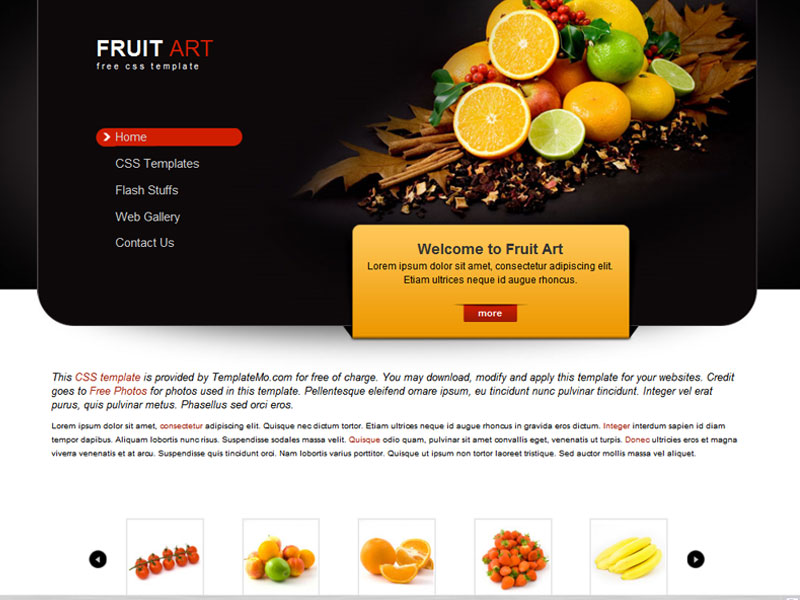 FRUIT ART
free css template
Home
CSS Templates
Flash Stuffs
Web Gallery
Contact Us
Welcome to Fruit Art
Lorem ipsum dolor sit amet, consectetur adipiscing elit.
Etiam ultrices neque id augue rhoncus.
more
This CSS template is provided by TemplateMo.com for free of charge. You may download, modify and apply this template for your websites. Credit
goes to Free Photos for photos used in this template. Pellentesque eleifend ornare ipsum, eu tincidunt nunc pulvinar tincidunt. Integer vel erat
purus, quis pulvinar metus. Phasellus sed orci eros.
Lorem ipsum dolor sit amet, consectetur adipiscing elit. Quisque nec dictum tortor. Etiam ultrices neque id augue rhoncus in gravida eros dictum. Integer interdum sapien id diam
tempor dapibus. Aliquam lobortis nunc risus. Suspendisse sodales massa velit. Quisque odio quam, pulvinar sit amet convallis eget, venenatis ut turpis. Donec ultricies eros et magna
viverra venenatis et at arcu. Suspendisse quis tincidunt orci. Nam lobortis varius porttitor. Quisque ut ipsum non tortor laoreet tristique. Sed auctor mollis massa vel aliquet.